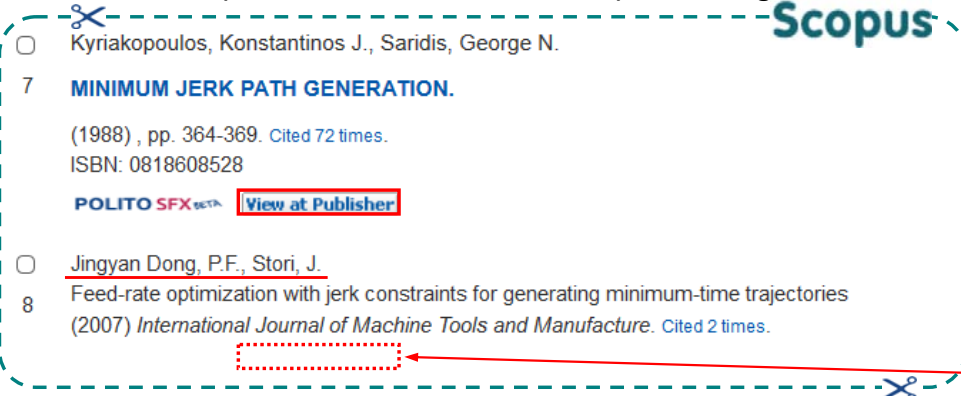 Scopus
Kyriakopoulos, Konstantinos J., Saridis, George N.
7
MINIMUM JERK PATH GENERATION.
(1988) , pp. 364-369. Cited 72 times.
ISBN: 0818608528
POLITO SFX BETA View at Publisher
Jingyan Dong, P.F., Stori, J.
8
Feed-rate optimization with jerk constraints for generating minimum-time trajectories
(2007) International Journal of Machine Tools and Manufacture. Cited 2 times.